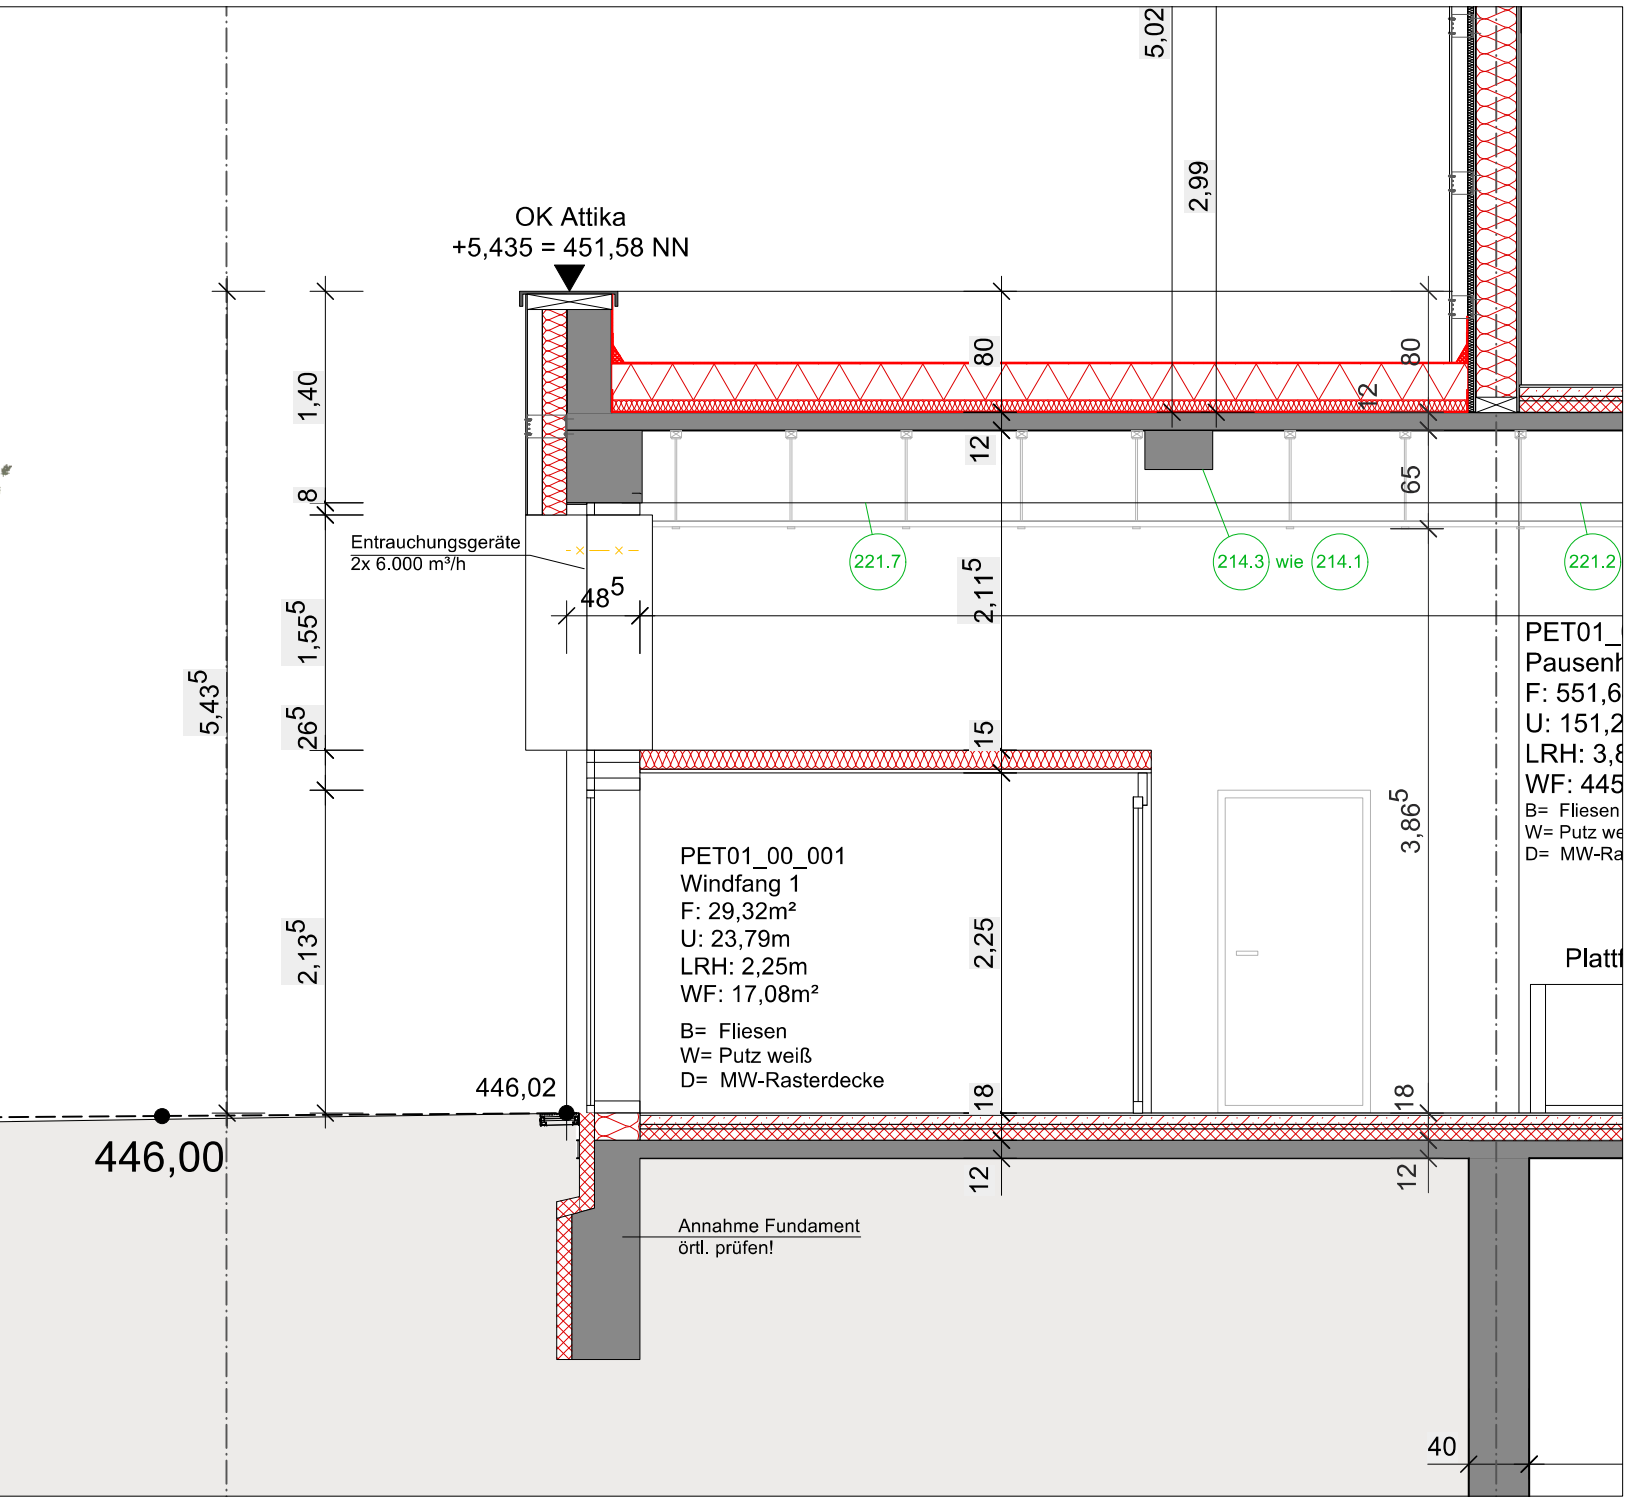 5,02
2,99
OK Attika
+5,435 = 451,58 NN
1,40
80
80
12
12
8
65
Entrauchungsgeräte
2x 6.000 m³/h
221.7
214.3 wie 214.1
221.2
48⁵
2,11⁵
1,55⁵
5,43⁵
26⁵
15
PET01_
Pausenh
F: 551,6
U: 151,2
LRH: 3,8
WF: 445
B= Fliesen
W= Putz we
D= MW-Ra
3,86⁵
PET01_00_001
Windfang 1
F: 29,32m²
U: 23,79m
LRH: 2,25m
WF: 17,08m²
B= Fliesen
W= Putz weiß
D= MW-Rasterdecke
2,25
2,13⁵
Plattf
446,02
18
18
446,00
12
12
Annahme Fundament
örtl. prüfen!
40